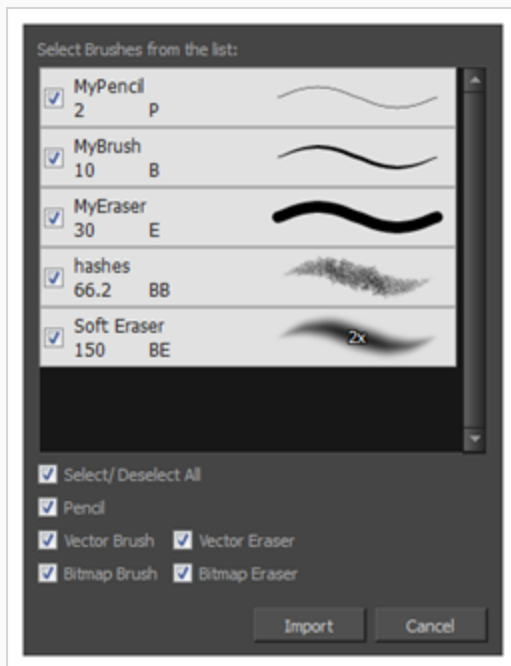 Select Brushes from the list:
MyPencil
2 P
MyBrush
10 B
MyEraser
30 E
hashes
66.2 BB
Soft Eraser
150 BE
2x
Select/ Deselect All
Pencil
Vector Brush Vector Eraser
Bitmap Brush Bitmap Eraser
Import Cancel